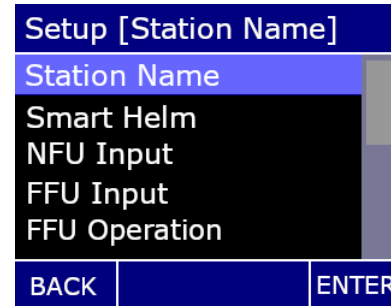 Setup [Station Name]
Station Name
Smart Helm
NFU Input
FFU Input
FFU Operation
BACK ENTER